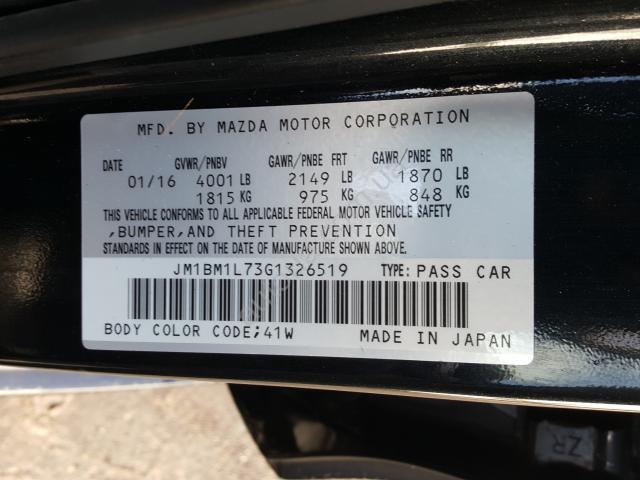 MFD. BY MAZDA MOTOR CORPORATION
DATE GVWR/PNBV GAWR/PNBE FRT GAWR/PNBE RR
01/16 4001 LB 2149 LB 1870 LB
1815 KG 975 KG 848 KG
THIS VEHICLE CONFORMS TO ALL APPLICABLE FEDERAL MOTOR VEHICLE SAFETY
,BUMPER,AND THEFT PREVENTION
STANDARDS IN EFFECT ON THE DATE OF MANUFACTURE SHOWN ABOVE.
JM1BM1L73G1326519 TYPE: PASS CAR
BODY COLOR CODE;41W MADE IN JAPAN
ZR